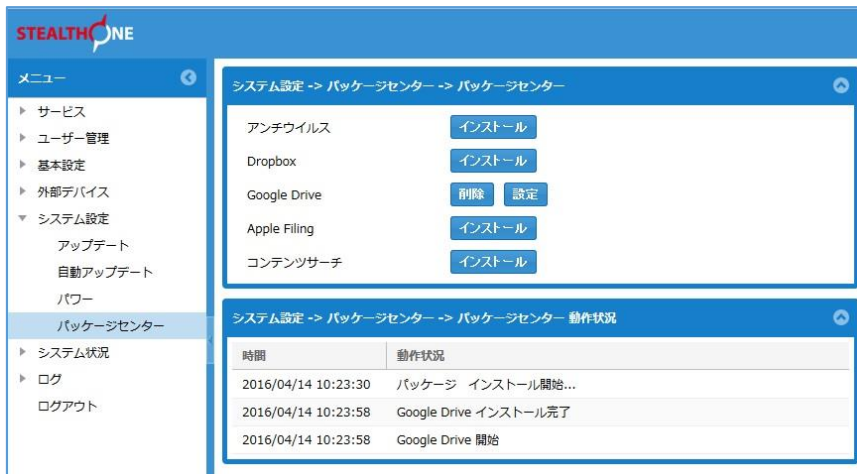 STEALTHONE
メニュー
サービス
ユーザー管理
基本設定
外部デバイス
システム設定
アップデート
自動アップデート
パワー
パッケージセンター
システム状況
ログ
ログアウト
システム設定 -> パッケージセンター -> パッケージセンター
アンチウイルス インストール
Dropbox インストール
Google Drive 削除 設定
Apple Filing インストール
コンテンツサーチ インストール
システム設定 -> パッケージセンター -> パッケージセンター 動作状況
時間 動作状況
2016/04/14 10:23:30 パッケージ インストール開始...
2016/04/14 10:23:58 Google Drive インストール完了
2016/04/14 10:23:58 Google Drive 開始